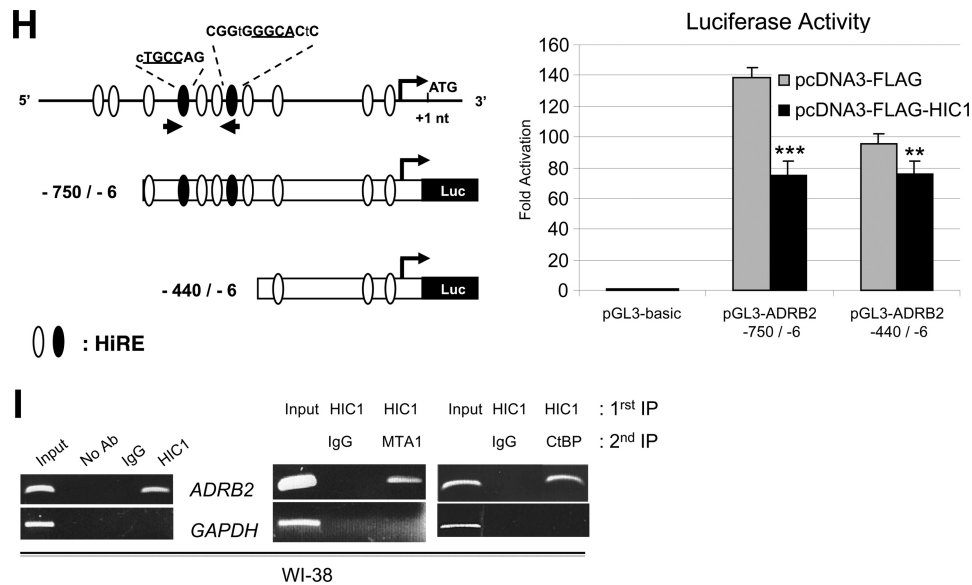 H
CGGtGGGCACtC
cTGCCAG
5’
ATG
3’
+1 nt
- 750 / - 6
Luc
- 440 / - 6
Luc
: HiRE
Luciferase Activity
Fold Activation
160
140
120
100
80
60
40
20
0
pcDNA3-FLAG
pcDNA3-FLAG-HIC1
***
**
pGL3-basic
pGL3-ADRB2
-750 / -6
pGL3-ADRB2
-440 / -6
I
Input No Ab IgG HIC1
Input HIC1 HIC1 Input HIC1 HIC1 : 1rst IP
IgG MTA1 IgG CtBP : 2nd IP
ADRB2
GAPDH
WI-38